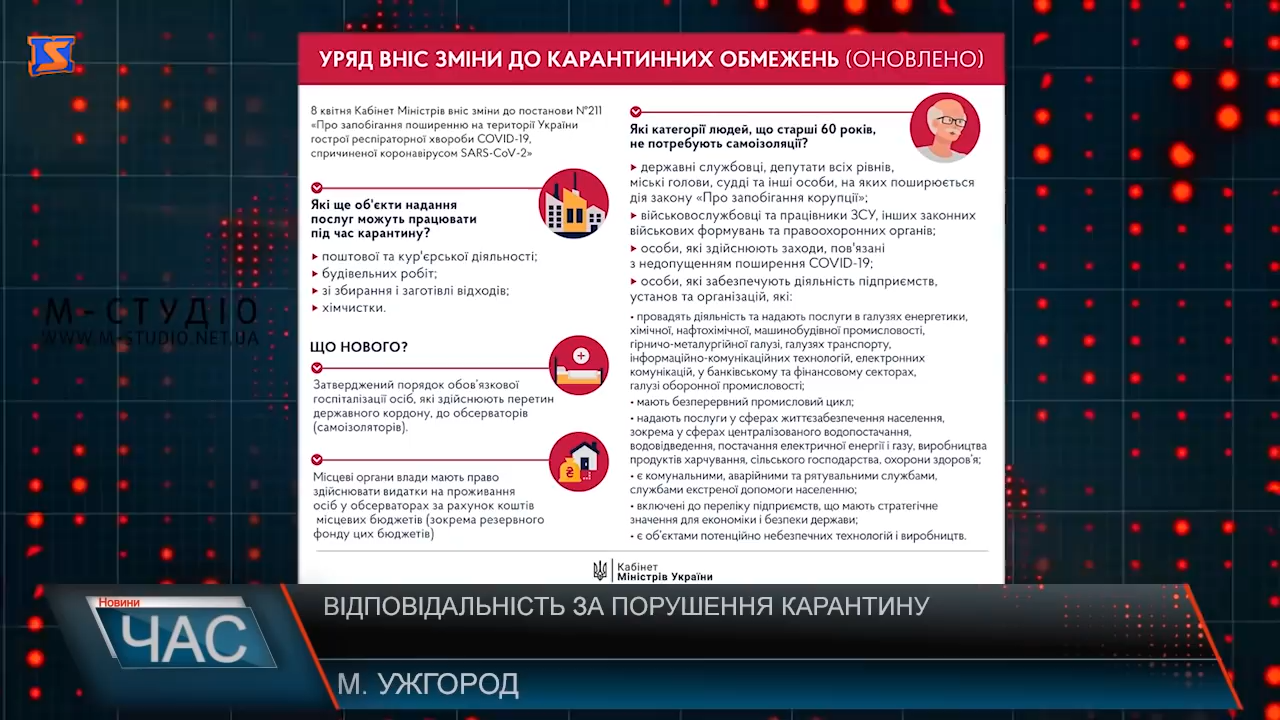 УРЯД ВНІС ЗМІНИ ДО КАРАНТИННИХ ОБМЕЖЕНЬ (ОНОВЛЕНО)
8 квітня Кабінет Міністрів вніс зміни до постанови №211
«Про запобігання поширенню на території України
гострої респіраторної хвороби COVID-19,
спричиненої коронавірусом SARS-CoV-2»
Які ще об'єкти надання
послуг можуть працювати
під час карантину?
▸ поштової та кур'єрської діяльності;
▸ будівельних робіт;
▸ зі збирання і заготівлі відходів;
▸ хімчистки.
ЩО НОВОГО?
Затверджений порядок обов'язкової
госпіталізації осіб, які здійснюють перетин
державного кордону, до обсерваторів
(самоізоляторів).
Місцеві органи влади мають право
здійснювати видатки на проживання
осіб у обсерваторах за рахунок коштів
місцевих бюджетів (зокрема резервного
фонду цих бюджетів)
Які категорії людей, що старші 60 років,
не потребують самоізоляції?
▸ державні службовці, депутати всіх рівнів,
міські голови, судді та інші особи, на яких поширюється
дія закону «Про запобігання корупції»;
▸ військовослужбовці та працівники ЗСУ, інших законних
військових формувань та правоохоронних органів;
▸ особи, які здійснюють заходи, пов'язані
з недопущенням поширення COVID-19;
▸ особи, які забезпечують діяльність підприємств,
установ та організацій, які:
• провадять діяльність та надають послуги в галузях енергетики,
хімічної, нафтохімічної, машинобудівної промисловості,
гірничо-металургійної галузі, галузях транспорту,
інформаційно-комунікаційних технологій, електронних
комунікацій, у банківському та фінансовому секторах,
галузі оборонної промисловості;
• мають безперервний промисловий цикл;
• надають послуги у сферах життєзабезпечення населення,
зокрема у сферах централізованого водопостачання,
водовідведення, постачання електричної енергії і газу, виробництва
продуктів харчування, сільського господарства, охорони здоров'я;
• є комунальними, аварійними та рятувальними службами,
службами екстреної допомоги населенню;
• включені до переліку підприємств, що мають стратегічне
значення для економіки і безпеки держави;
• є об'єктами потенційно небезпечних технологій і виробництв.
Кабінет
Міністрів України
М-СТУДІО
WWW.M-STUDIO.NET.UA
Новини
ЧАС
ВІДПОВІДАЛЬНІСТЬ ЗА ПОРУШЕННЯ КАРАНТИНУ
М. УЖГОРОД